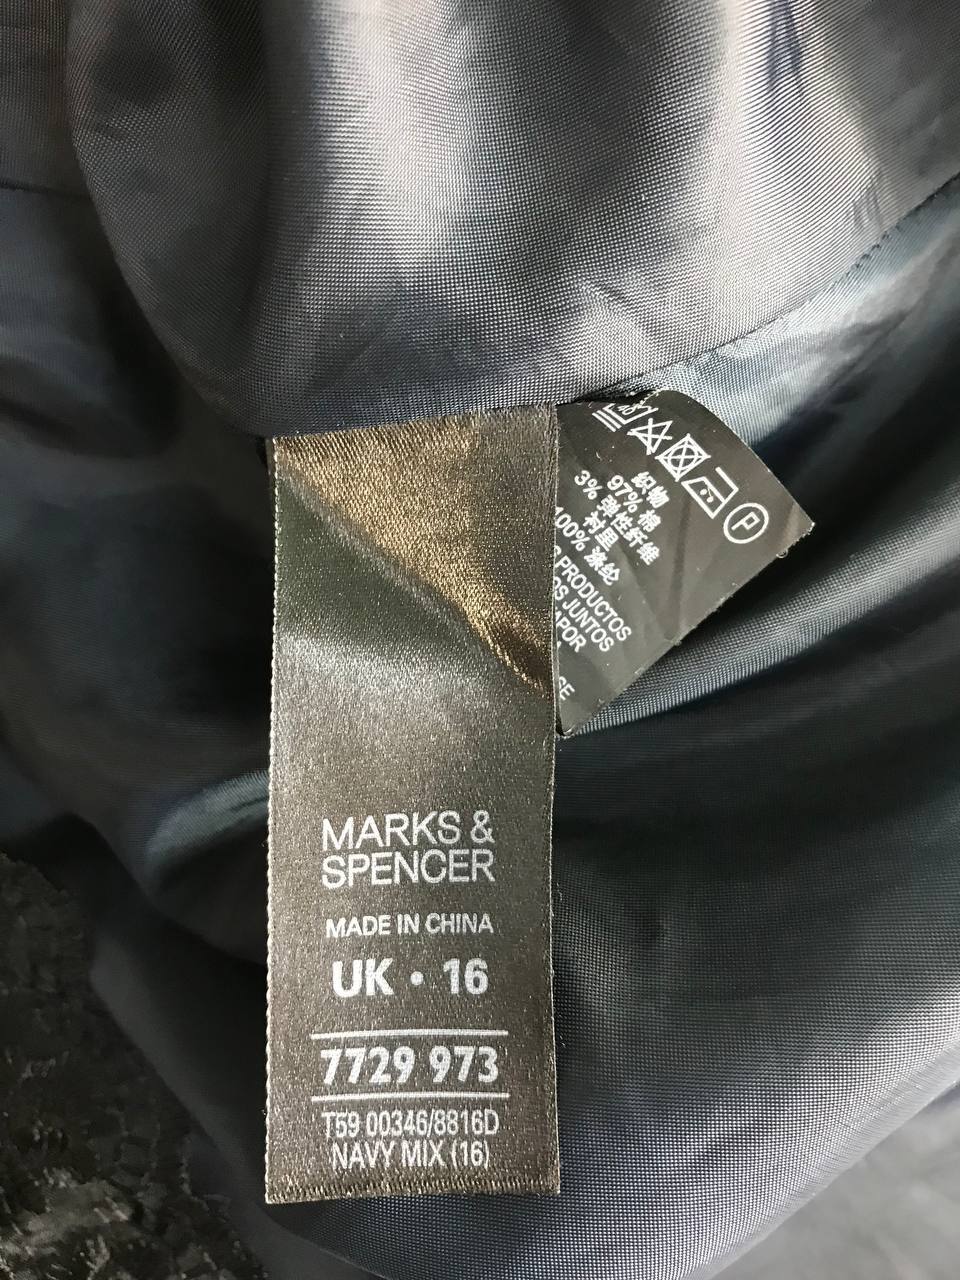 MARKS &
SPENCER
MADE IN CHINA
UK • 16
7729 973
T59 00346/8816D
NAVY MIX (16)
P
织物
97% 棉
3% 弹性纤维
衬里
100% 涤纶
PRODUCTOS
JUNTOS